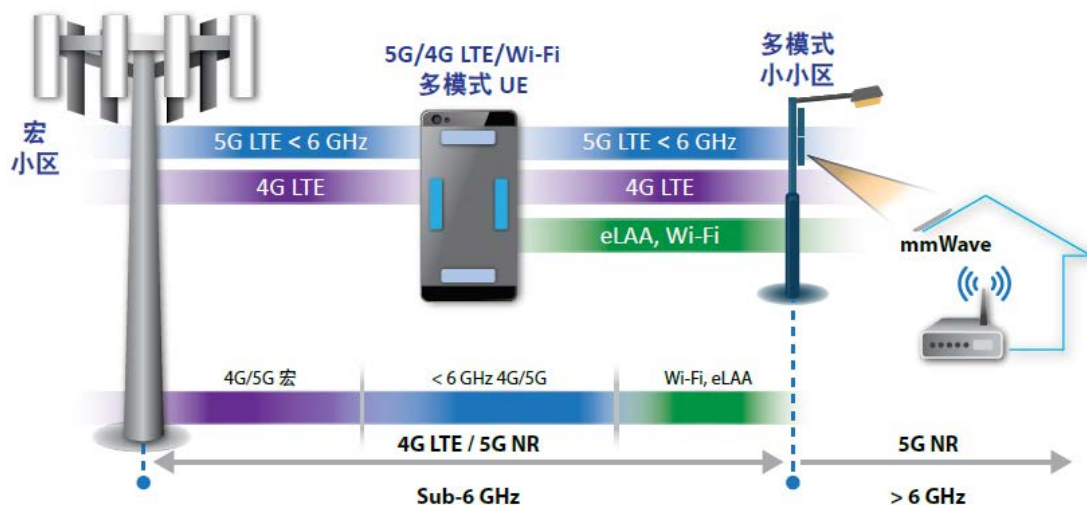 5G/4G LTE/Wi-Fi
多模式 UE
多模式
小小区
宏
小区
5G LTE < 6 GHz
5G LTE < 6 GHz
4G LTE
4G LTE
eLAA, Wi-Fi
mmWave
4G/5G 宏
< 6 GHz 4G/5G
Wi-Fi, eLAA
4G LTE / 5G NR
5G NR
Sub-6 GHz
> 6 GHz